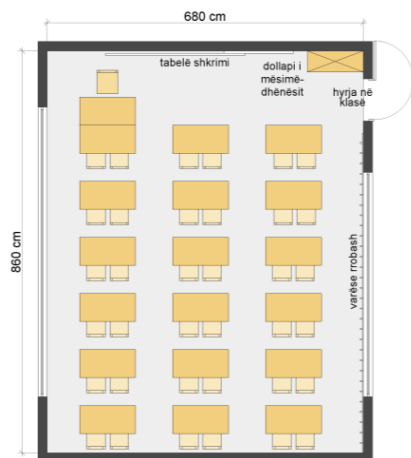 680 cm
tabelë shkrimi
dollapi i
mësimë-
dhënësit
hyrja në
klasë
860 cm
varëse rrobash